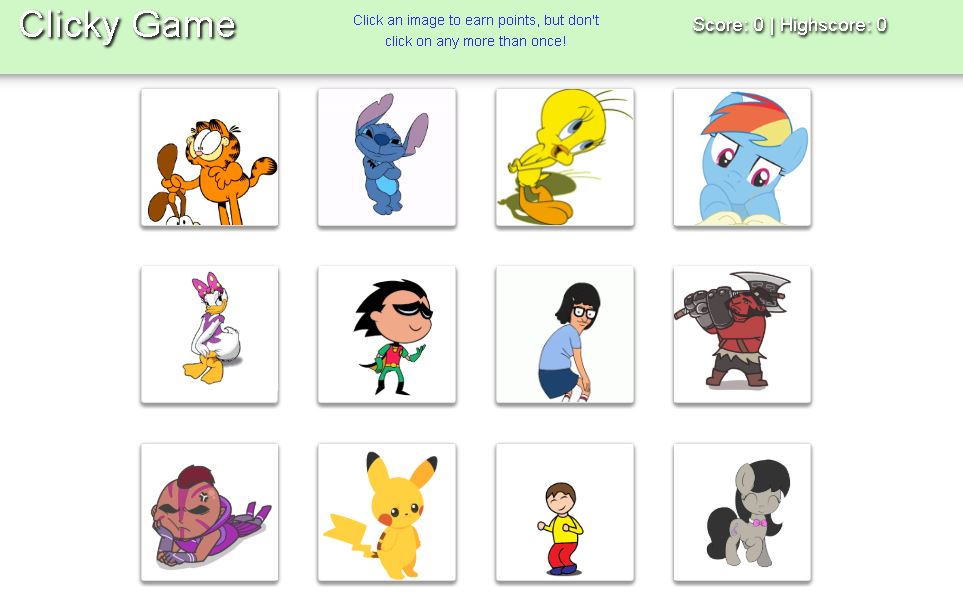 Clicky Game
Click an image to earn points, but don't
click on any more than once!
Score: 0 | Highscore: 0